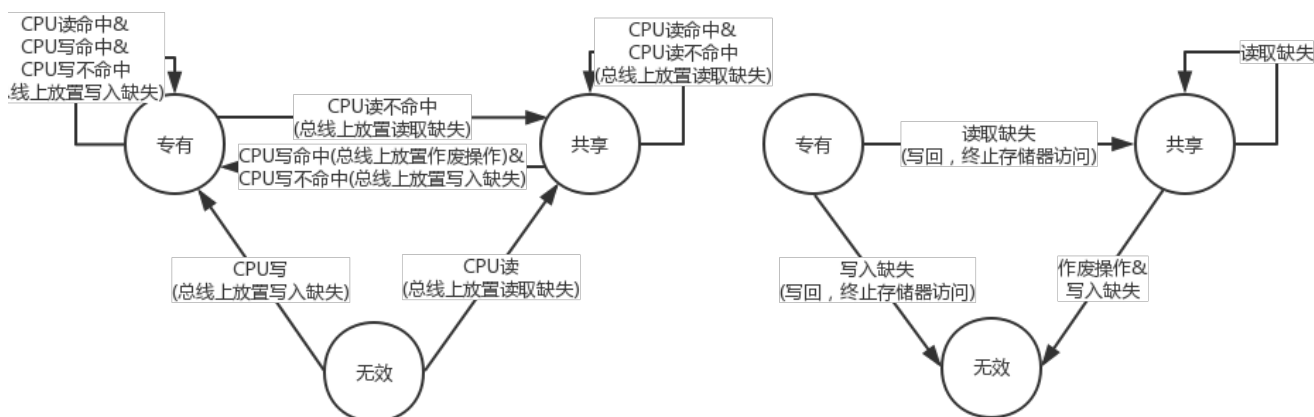 CPU读命中&
CPU写命中&
CPU写不命中
线上放置写入缺失)
专有
CPU读不命中
(总线上放置读取缺失)
CPU写命中(总线上放置作废操作)&
CPU写不命中(总线上放置写入缺失)
CPU读命中&
CPU读不命中
(总线上放置读取缺失)
共享
CPU写
(总线上放置写入缺失)
CPU读
(总线上放置读取缺失)
无效
专有
读取缺失
(写回，终止存储器访问)
读取缺失
共享
写入缺失
(写回，终止存储器访问)
作废操作&
写入缺失
无效